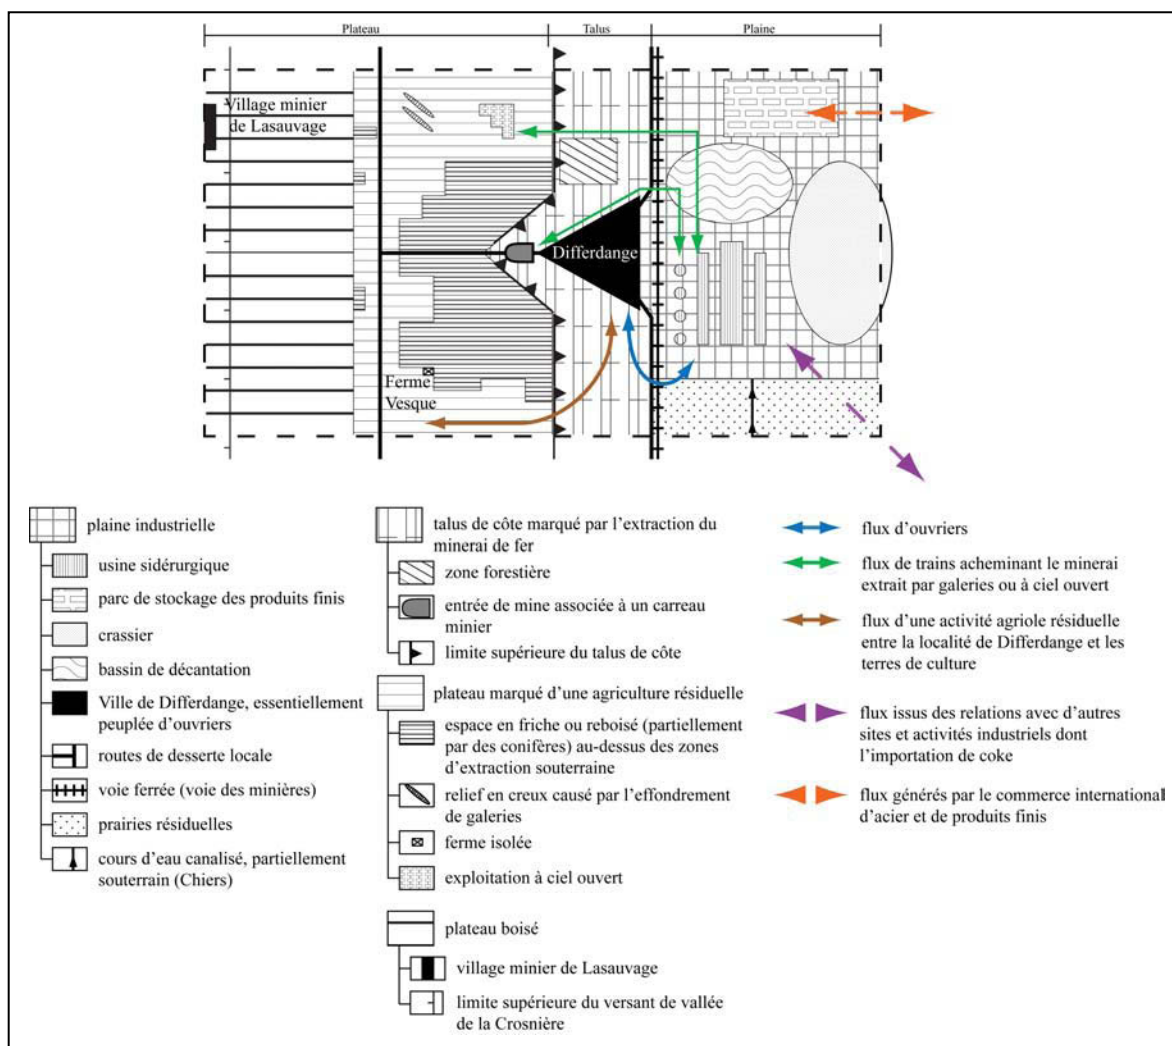 Plateau
Talus
Plaine
Village minier
de Lasauvage
Differdange
Ferme
Vesque
plaine industrielle
usine sidérurgique
parc de stockage des produits finis
crassier
bassin de décantation
Ville de Differdange, essentiellement
peuplée d'ouvriers
routes de desserte locale
voie ferrée (voie des minières)
prairies résiduelles
cours d'eau canalisé, partiellement
souterrain (Chiers)
talus de côte marqué par l'extraction du
minerai de fer
zone forestière
entrée de mine associée à un carreau
minier
limite supérieure du talus de côte
plateau marqué d'une agriculture résiduelle
espace en friche ou reboisé (partiellement
par des conifères) au-dessus des zones
d'extraction souterraine
relief en creux causé par l'effondrement
de galeries
ferme isolée
exploitation à ciel ouvert
plateau boisé
village minier de Lasauvage
limite supérieure du versant de vallée
de la Crosnière
flux d'ouvriers
flux de trains acheminant le minerai
extrait par galeries ou à ciel ouvert
flux d'une activité agriole résiduelle
entre la localité de Differdange et les
terres de culture
flux issus des relations avec d'autres
sites et activités industriels dont
l'importation de coke
flux générés par le commerce international
d'acier et de produits finis